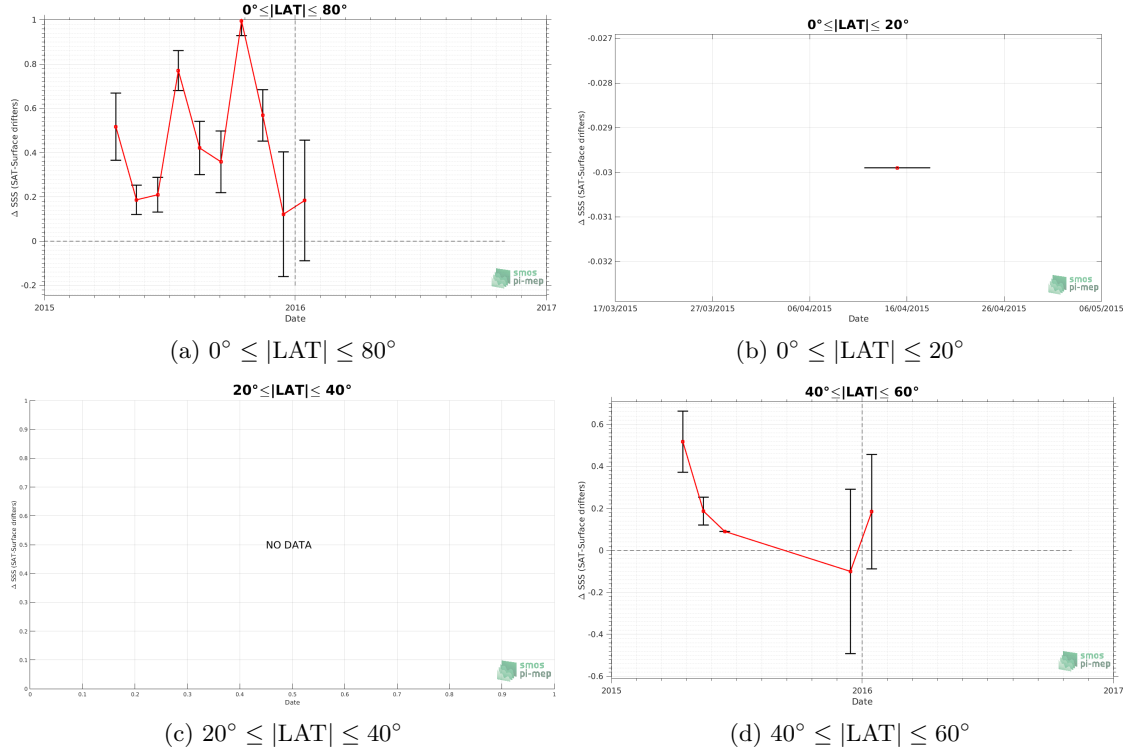 0°≤|LAT|≤ 80°
1
0.8
0.6
0.4
0.2
0
-0.2
Δ SSS (SAT-Surface drifters)
2015
2016
2017
Date
smos
pi-mep
(a) 0° ≤ |LAT| ≤ 80°
0°≤|LAT|≤ 20°
-0.027
-0.028
-0.029
-0.03
-0.031
-0.032
Δ SSS (SAT-Surface drifters)
17/03/2015
27/03/2015
06/04/2015
16/04/2015
26/04/2015
06/05/2015
Date
smos
pi-mep
(b) 0° ≤ |LAT| ≤ 20°
20°≤|LAT|≤ 40°
1
0.9
0.8
0.7
0.6
0.5
0.4
0.3
0.2
0.1
0
Δ SSS (SAT-Surface drifters)
NO DATA
0
0.1
0.2
0.3
0.4
0.5
0.6
0.7
0.8
0.9
1
Date
smos
pi-mep
(c) 20° ≤ |LAT| ≤ 40°
40°≤|LAT|≤ 60°
0.6
0.4
0.2
0
-0.2
-0.4
-0.6
Δ SSS (SAT-Surface drifters)
2015
2016
2017
Date
smos
pi-mep
(d) 40° ≤ |LAT| ≤ 60°